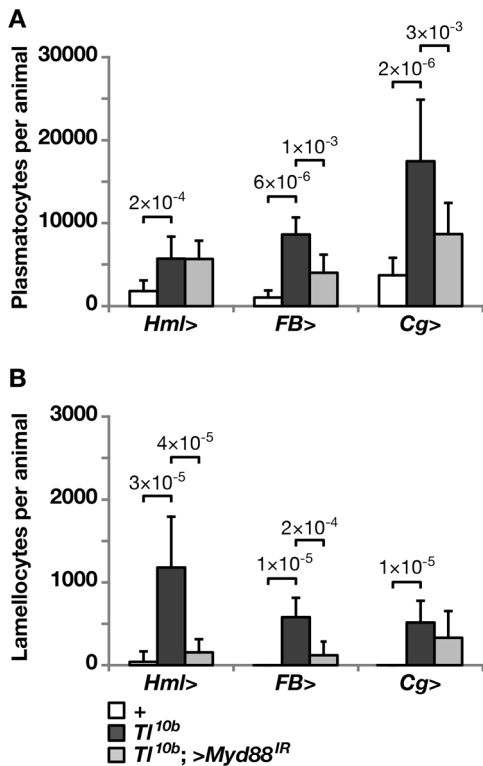 A
Plasmatocytes per animal
30000
20000
10000
0
2×10⁻⁴
6×10⁻⁶
1×10⁻³
2×10⁻⁶
3×10⁻³
Hml>
FB>
Cg>
B
Lamellocytes per animal
3000
2000
1000
0
3×10⁻⁵
4×10⁻⁵
1×10⁻⁵
2×10⁻⁴
1×10⁻⁵
Hml>
FB>
Cg>
+
Tl¹⁰ᵇ
Tl¹⁰ᵇ; >Myd88ᴵᴿ